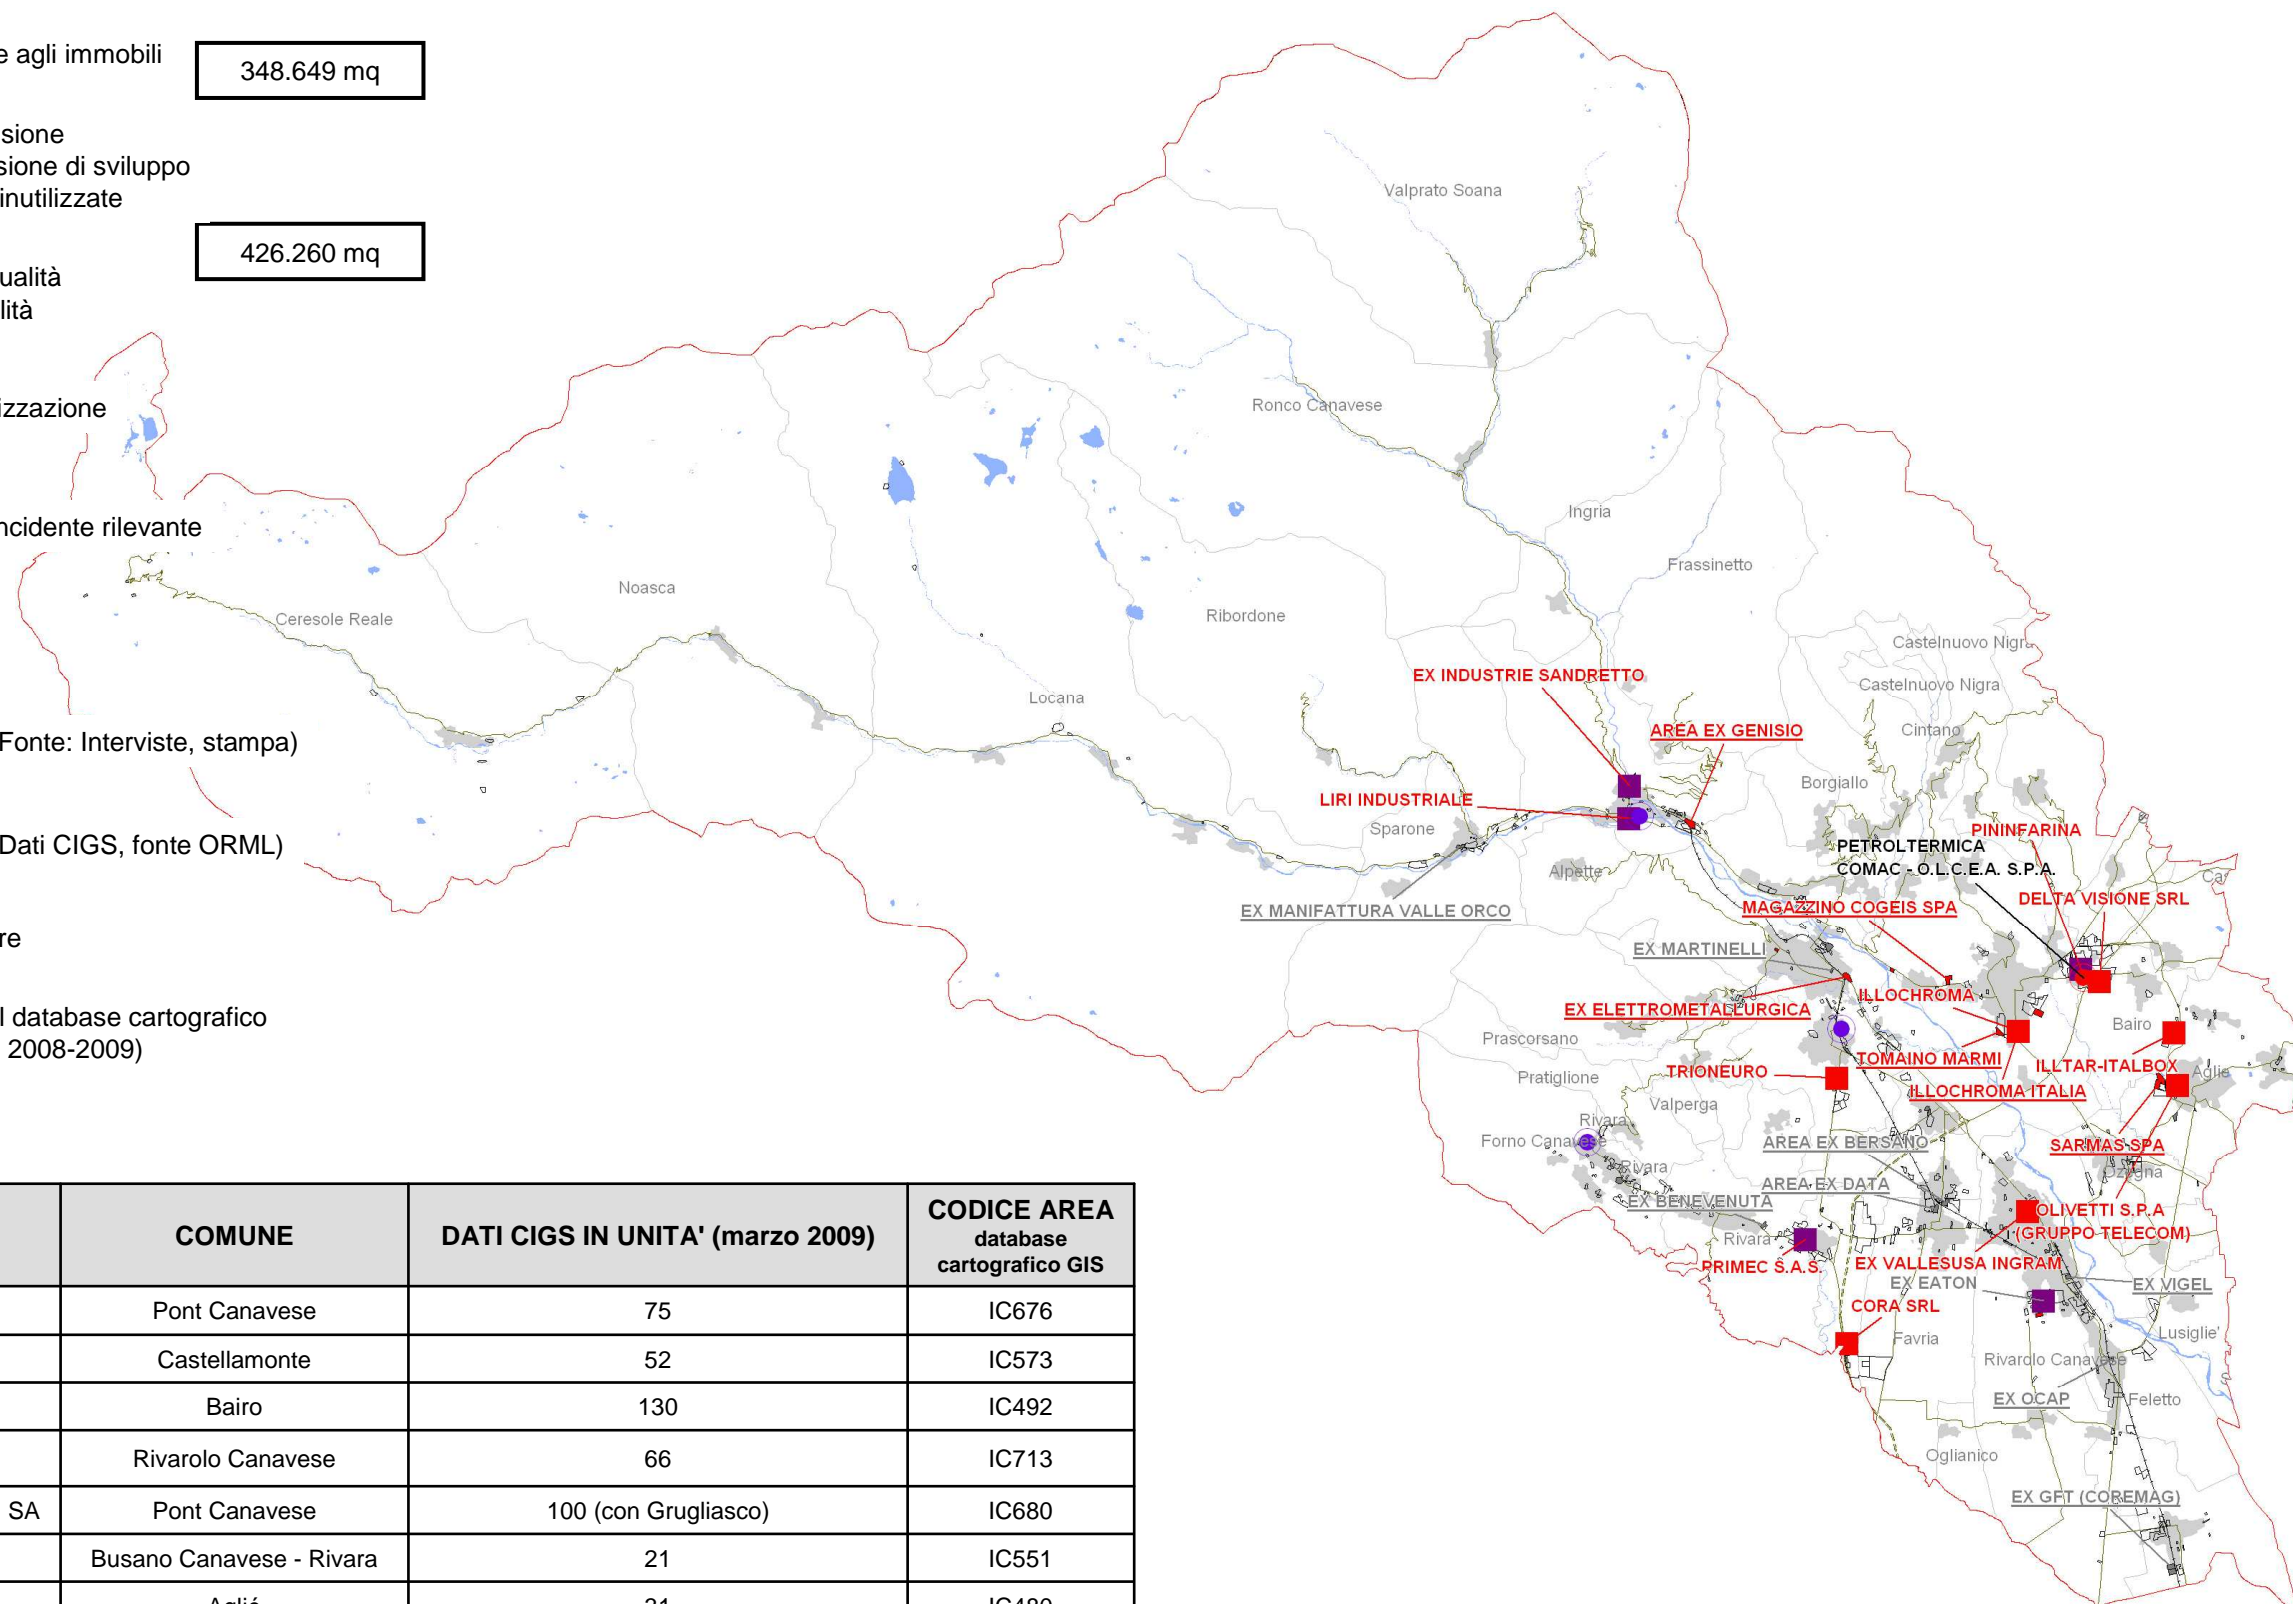 e agli immobili
348.649 mq
sione
sione di sviluppo
inutilizzate
426.260 mq
ualità
lità
izzazione
ncidente rilevante
Fonte: Interviste, stampa)
Dati CIGS, fonte ORML)
re
l database cartografico
2008-2009)
Valprato Soana
Ronco Canavese
Ingria
Frassinetto
Noasca
Ceresole Reale
Ribordone
Locana
Castelnuovo Nigra
Castelnuovo Nigra
Cintano
EX INDUSTRIE SANDRETTO
AREA EX GENISIO
Borgiallo
LIRI INDUSTRIALE
Sparone
PININFARINA
PETROLTERMICA
COMAC - O.L.C.E.A. S.P.A.
Alpette
DELTA VISIONE SRL
EX MANIFATTURA VALLE ORCO
MAGAZZINO COGEIS SPA
EX MARTINELLI
ILLOCHROMA
EX ELETTROMETALLURGICA
Bairo
Prascorsano
TOMAINO MARMI
ILLTAR-ITALBOX
TRIONEURO
Pratiglione
Agliè
ILLOCHROMA ITALIA
Valperga
Rivara
Forno Canavese
AREA EX BERSANO
SARMAS SPA
Rivara
Ozegna
AREA EX DATA
EX BENEVENUTA
OLIVETTI S.P.A
(GRUPPO TELECOM)
Rivara
PRIMEC S.A.S.
EX VALLESUSA INGRAM
EX EATON
EX VIGEL
CORA SRL
Favria
Lusiglie'
Rivarolo Canavese
EX OCAP
Feletto
Oglianico
EX GFT (COREMAG)
COMUNE DATI CIGS IN UNITA' (marzo 2009) CODICE AREA
database
cartografico GIS
Pont Canavese 75 IC676
Castellamonte 52 IC573
Bairo 130 IC492
Rivarolo Canavese 66 IC713
SA Pont Canavese 100 (con Grugliasco) IC680
Busano Canavese - Rivara 21 IC551
Aglié 31 IC480